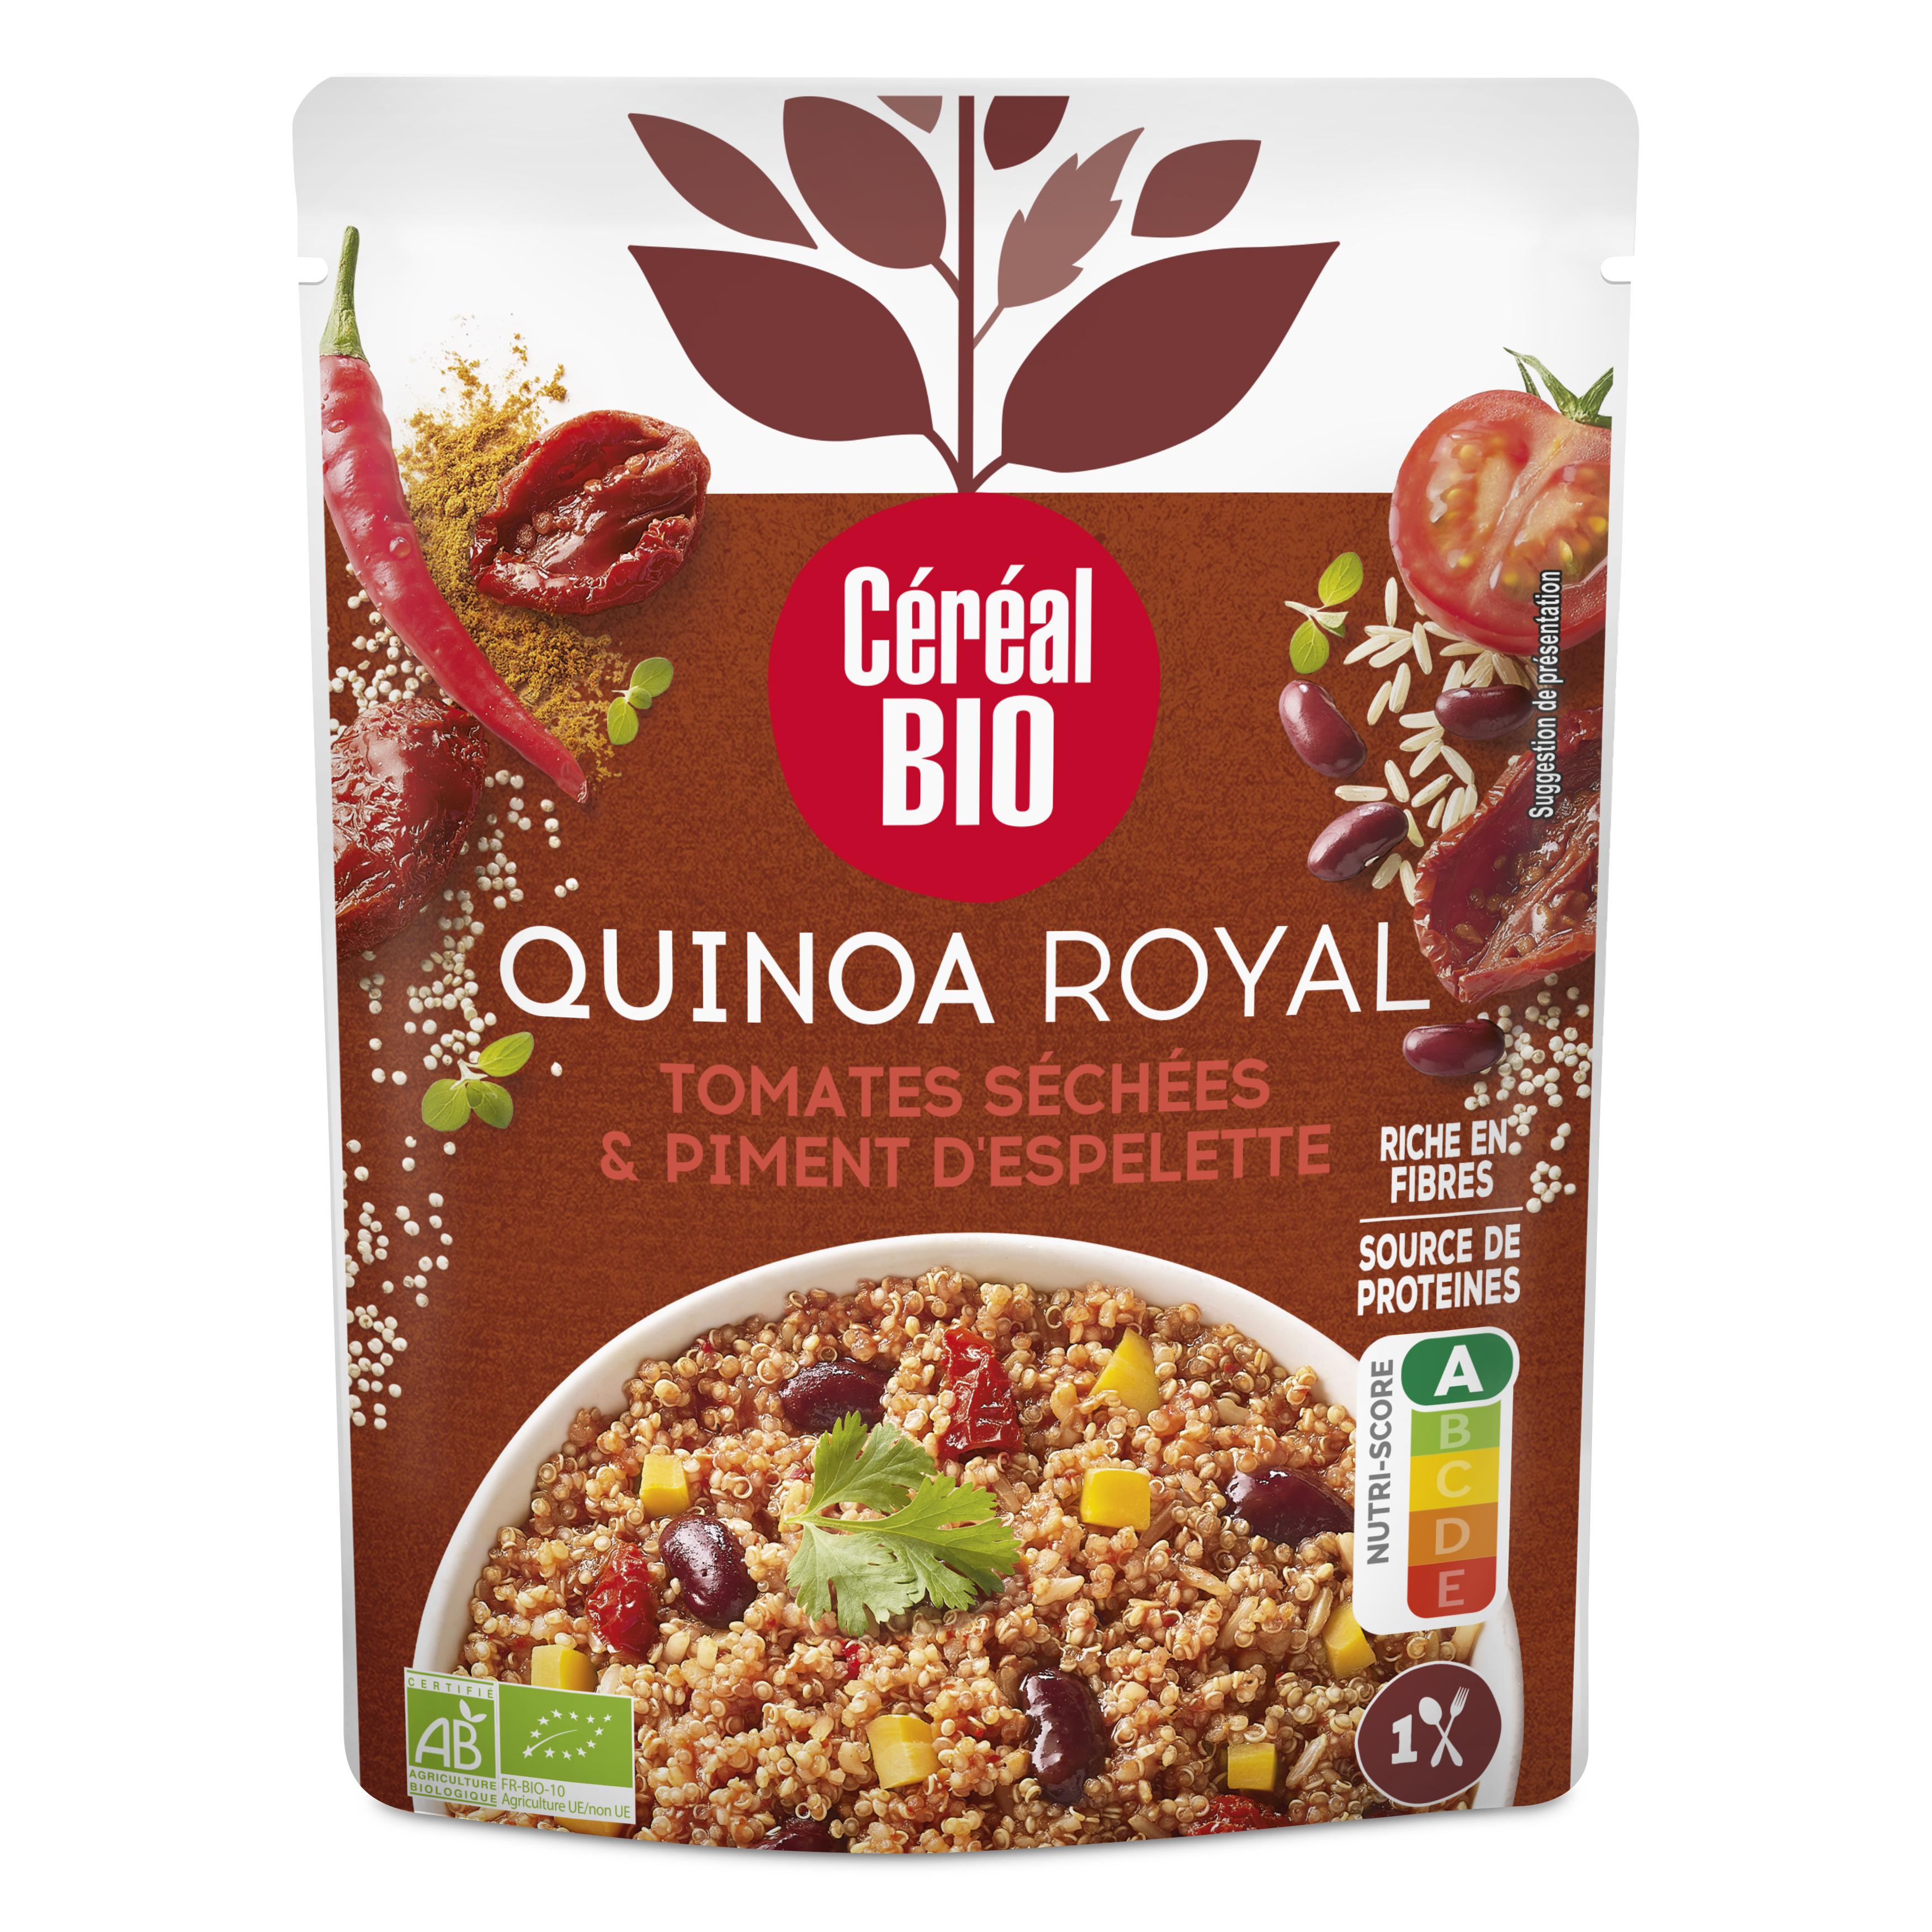 Céréal
BIO
Suggestion de présentation
QUINOA ROYAL
TOMATES SÉCHÉES
& PIMENT D'ESPELETTE
RICHE EN
FIBRES
SOURCE DE
PROTEINES
NUTRI-SCORE
A
B
C
D
E
1
CERTIFIÉ
AB
AGRICULTURE
BIOLOGIQUE
FR-BIO-10
Agriculture UE/non UE